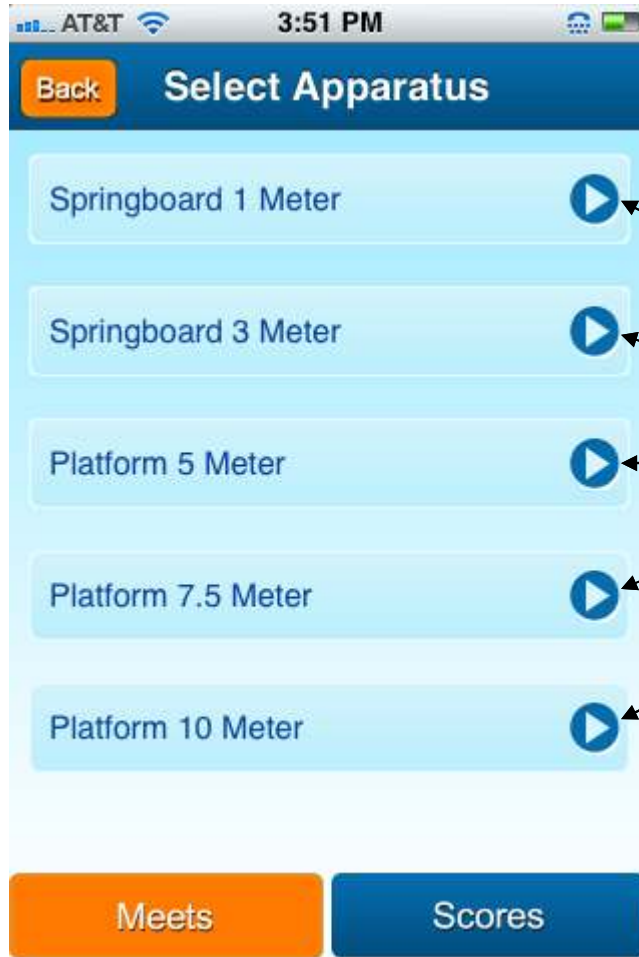 AT&T 3:51 PM
Back Select Apparatus
Springboard 1 Meter
Springboard 3 Meter
Platform 5 Meter
Platform 7.5 Meter
Platform 10 Meter
Meets Scores